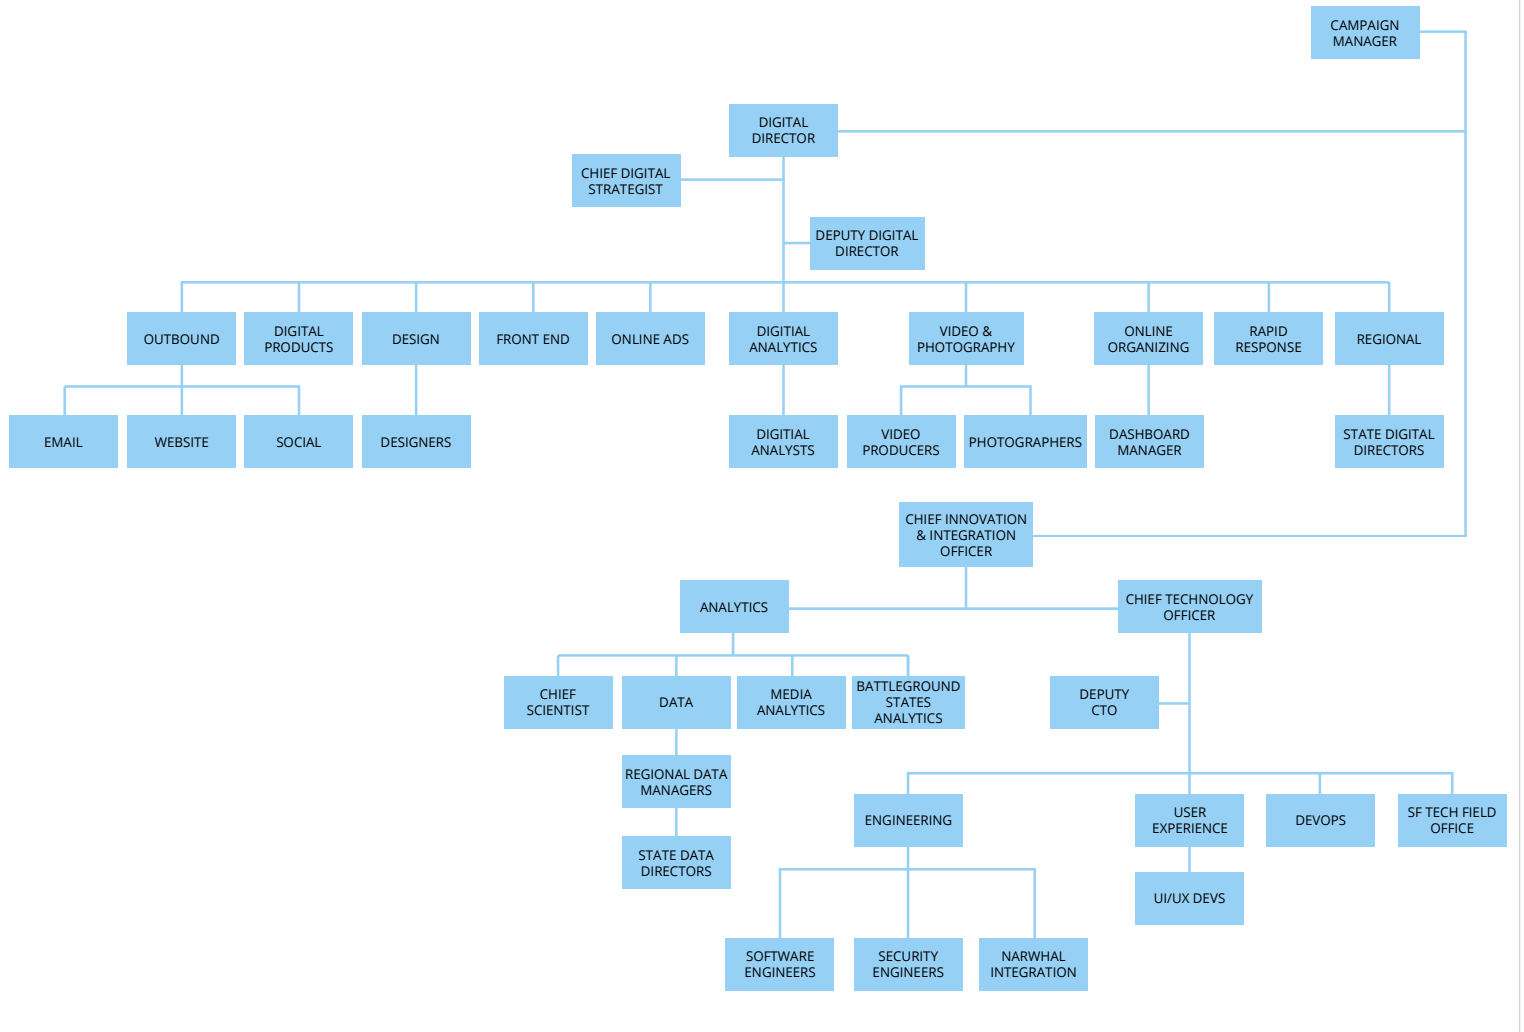 CAMPAIGN
MANAGER
DIGITAL
DIRECTOR
CHIEF DIGITAL
STRATEGIST
DEPUTY DIGITAL
DIRECTOR
OUTBOUND
DIGITAL
PRODUCTS
DESIGN
FRONT END
ONLINE ADS
DIGITIAL
ANALYTICS
VIDEO &
PHOTOGRAPHY
ONLINE
ORGANIZING
RAPID
RESPONSE
REGIONAL
EMAIL
WEBSITE
SOCIAL
DESIGNERS
DIGITIAL
ANALYSTS
VIDEO
PRODUCERS
PHOTOGRAPHERS
DASHBOARD
MANAGER
STATE DIGITAL
DIRECTORS
CHIEF INNOVATION
& INTEGRATION
OFFICER
ANALYTICS
CHIEF TECHNOLOGY
OFFICER
CHIEF
SCIENTIST
DATA
MEDIA
ANALYTICS
BATTLEGROUND
STATES
ANALYTICS
DEPUTY
CTO
REGIONAL DATA
MANAGERS
ENGINEERING
USER
EXPERIENCE
DEVOPS
SF TECH FIELD
OFFICE
STATE DATA
DIRECTORS
UI/UX DEVS
SOFTWARE
ENGINEERS
SECURITY
ENGINEERS
NARWHAL
INTEGRATION